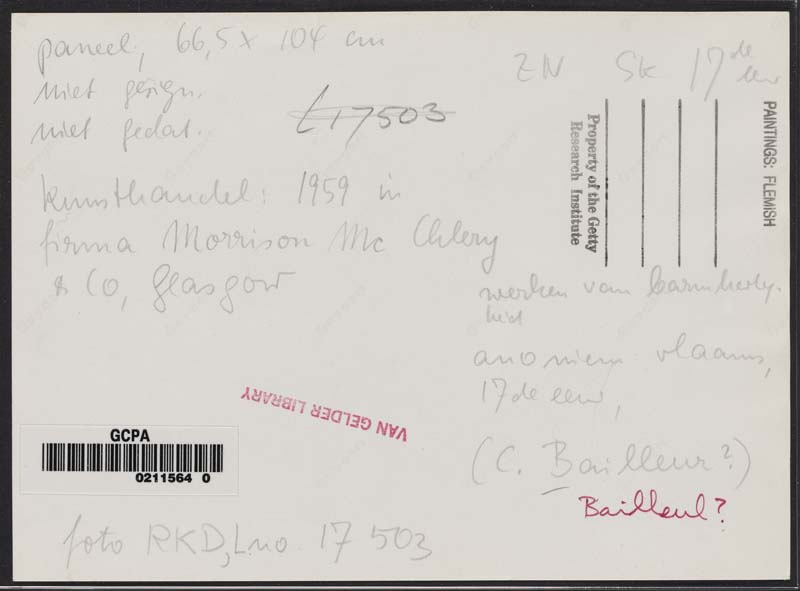 paneel, 66,5 x 104 cm
niet gesign.
niet gedat.
L17503
kunsthandel: 1959 in
firma Morrison Mc Chlery
& Co, Glasgow
ZN SK 17de eeuw
PAINTINGS: FLEMISH
Property of the Getty
Research Institute
werken van barmhertig-
heid
anoniem vlaams,
17de eeuw,
(C. Bailleur?)
Bailleul?
VAN GELDER LIBRARY
GCPA
0211564 0
foto RKD, L.no. 17 503